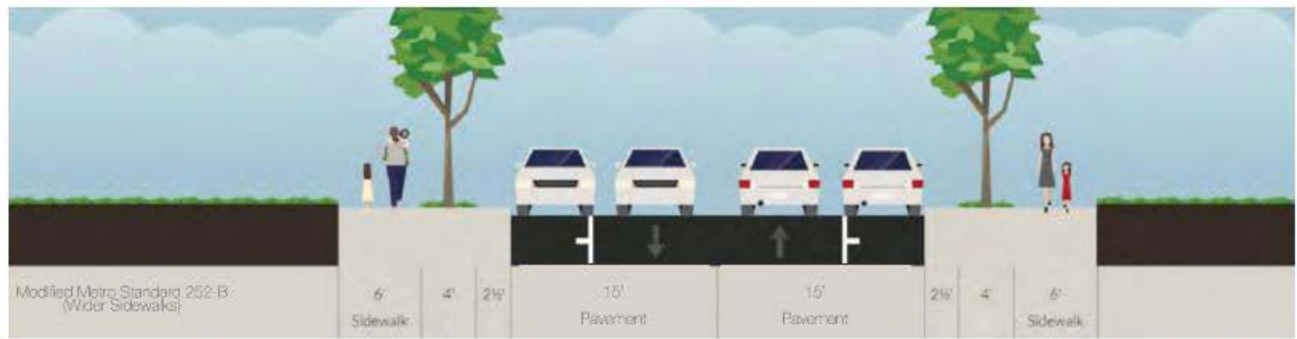 Modified Metro Standard 252-B
(Wider Sidewalks)
6' 4' 2½' 15' 15' 2½' 4' 6'
Sidewalk Pavement Pavement Sidewalk